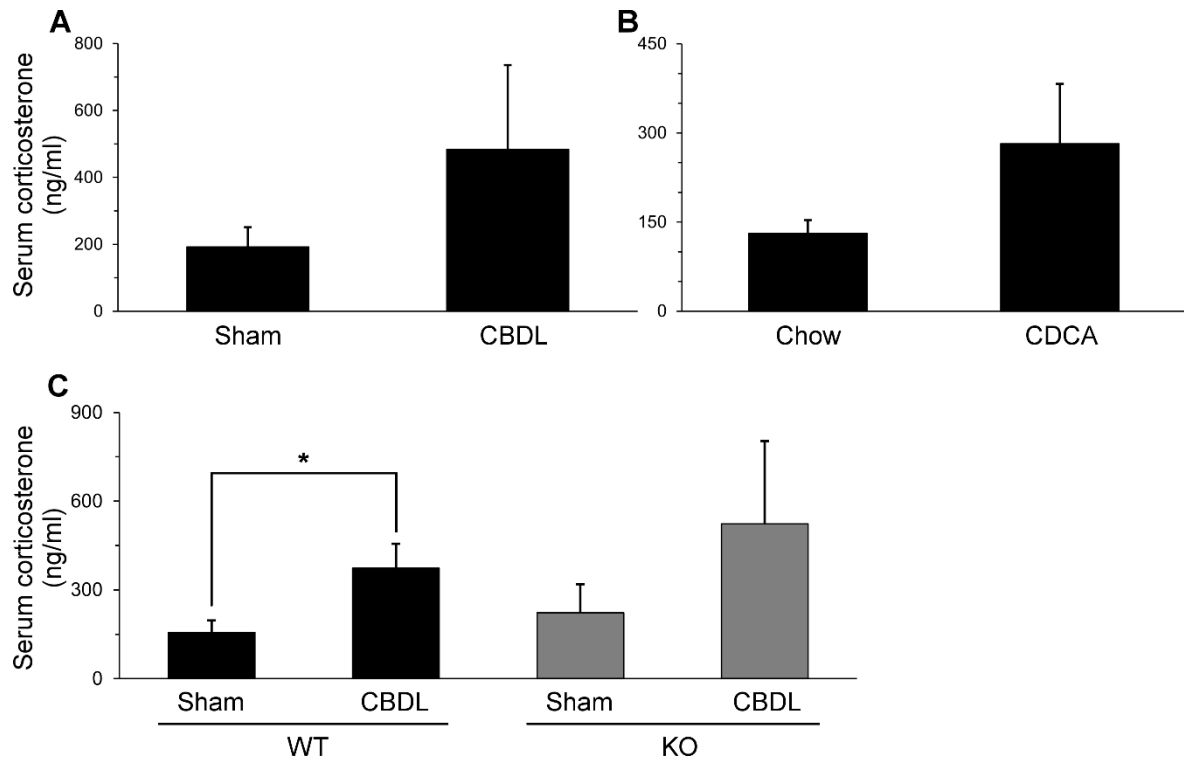 A
Serum corticosterone
(ng/ml)
800
600
400
200
0
Sham CBDL
B
450
300
150
0
Chow CDCA
C
Serum corticosterone
(ng/ml)
900
600
300
0
*
Sham CBDL Sham CBDL
WT KO